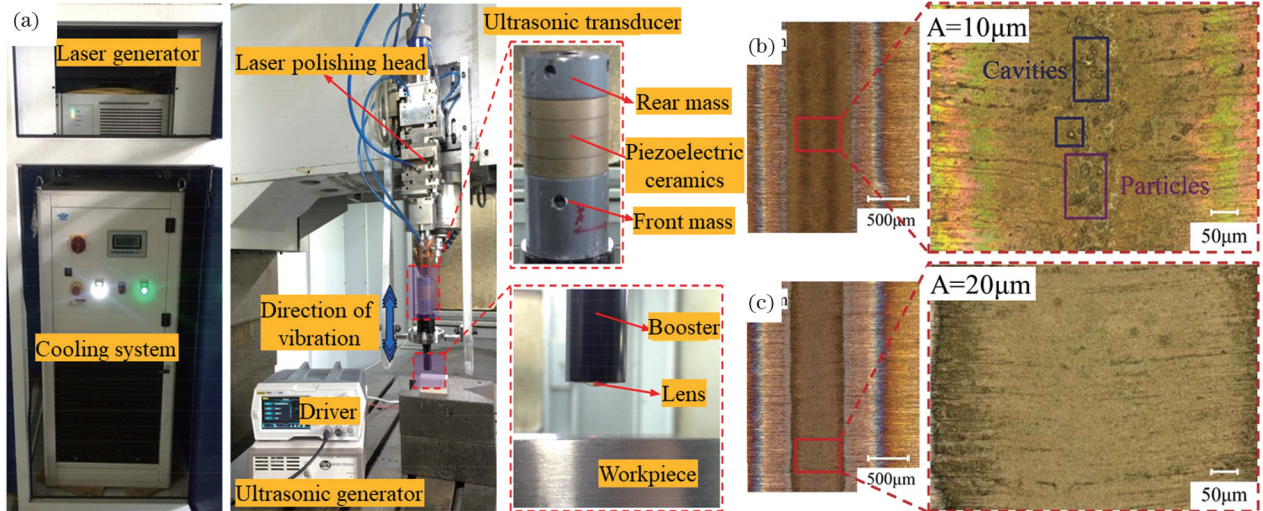 (a)
Laser generator
Cooling system
Laser polishing head
Direction of
vibration
Driver
Ultrasonic generator
Ultrasonic transducer
Rear mass
Piezoelectric
ceramics
Front mass
Booster
Lens
Workpiece
(b)
500μm
A=10μm
Cavities
Particles
50μm
(c)
500μm
A=20μm
50μm